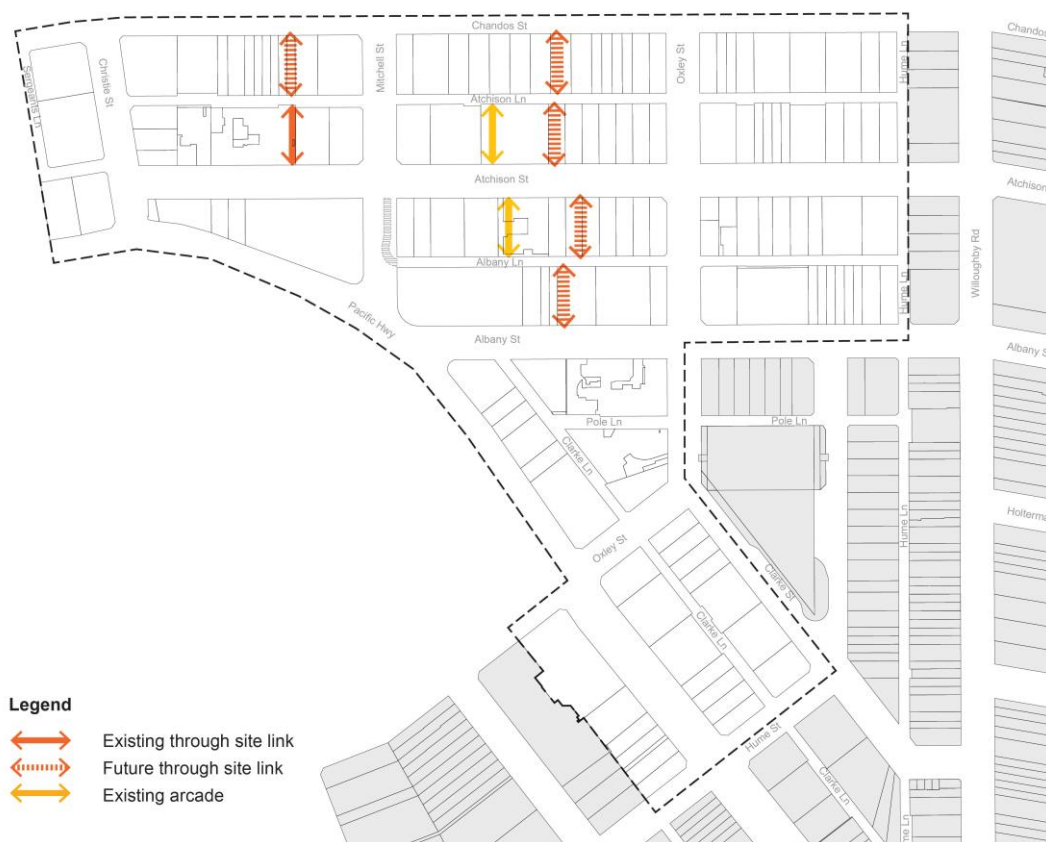 Chandos St
Chandos
Sergeants Ln
Christie St
Mitchell St
Oxley St
Hume Ln
Atchison Ln
Atchison St
Atchison
Albany Ln
Hume Ln
Willoughby Rd
Pacific Hwy
Albany St
Albany S
Pole Ln
Pole Ln
Clarke Ln
Hume Ln
Holterma
Oxley St
Clarke St
Clarke Ln
Hume St
Clarke Ln
me Ln
Legend
Existing through site link
Future through site link
Existing arcade